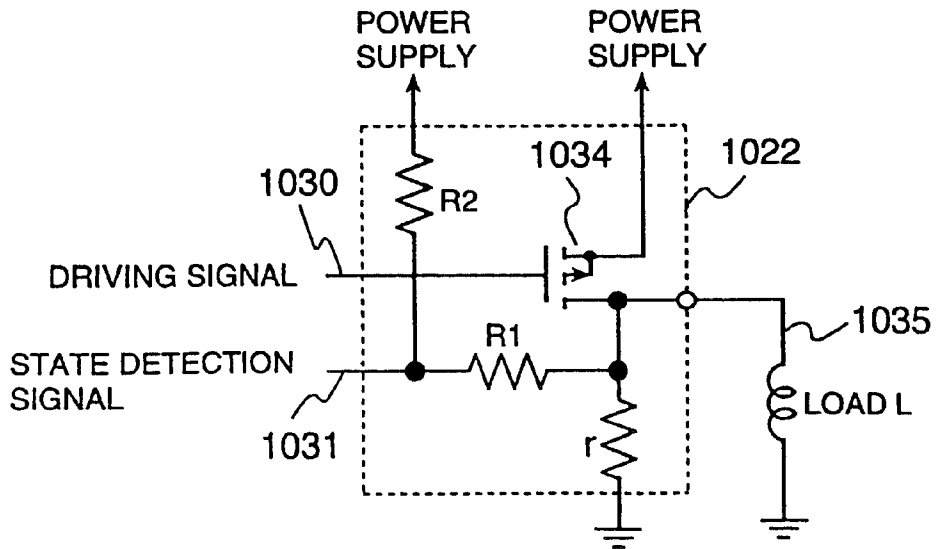 POWER
SUPPLY
POWER
SUPPLY
1034
1022
1030
R2
DRIVING SIGNAL
R1
1035
STATE DETECTION
SIGNAL
LOAD L
r
1031